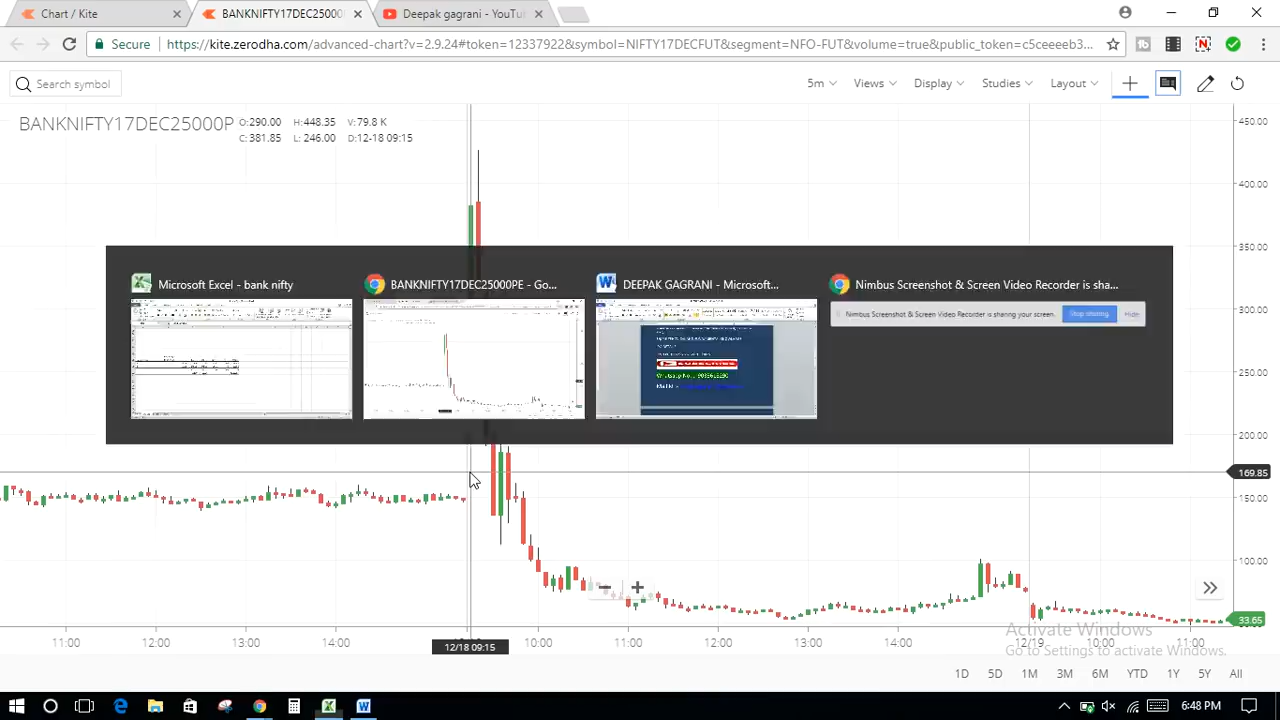 Chart / Kite
BANKNIFTY17DEC25000
Deepak gagrani - YouTu
Secure
https://kite.zerodha.com/advanced-chart?v=2.9.24#token=12337922&symbol=NIFTY17DECFUT&segment=NFO-FUT&volume=true&public_token=c5ceeeeb3...
Search symbol
5m
Views
Display
Studies
Layout
BANKNIFTY17DEC25000P
O:290.00 H:448.35 V:79.8 K
C:381.85 L: 246.00 D:12-18 09:15
450.00
400.00
350.00
300.00
250.00
200.00
169.85
150.00
100.00
33.65
Microsoft Excel - bank nifty
BANKNIFTY17DEC25000PE - Go...
DEEPAK GAGRANI - Microsoft...
Nimbus Screenshot & Screen Video Recorder is sha...
Nimbus Screenshot & Screen Video Recorder is sharing your screen.
Stop sharing
Hide
11:00 12:00 13:00 14:00 10:00 11:00 12:00 13:00 14:00 12/19 10:00 11:00
12/18 09:15
Activate Windows
Go to Settings to activate Windows.
1D 5D 1M 3M 6M YTD 1Y 5Y All
6:48 PM